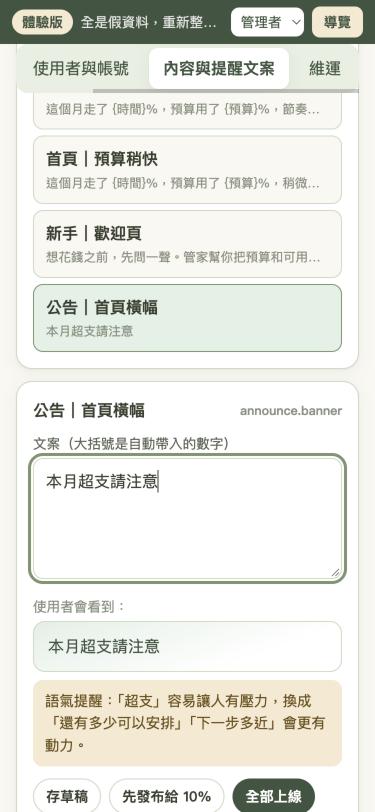 體驗版 全是假資料，重新整… 管理者 導覽
使用者與帳號 內容與提醒文案 維運
這個月走了 {時間}%，預算用了 {預算}%，節奏…
首頁｜預算稍快
這個月走了 {時間}%，預算用了 {預算}%，稍微…
新手｜歡迎頁
想花錢之前，先問一聲。管家幫你把預算和可用…
公告｜首頁橫幅
本月超支請注意
公告｜首頁橫幅 announce.banner
文案（大括號是自動帶入的數字）
本月超支請注意
使用者會看到：
本月超支請注意
語氣提醒：「超支」容易讓人有壓力，換成
「還有多少可以安排」「下一步多近」會更有
動力。
存草稿 先發布給 10% 全部上線